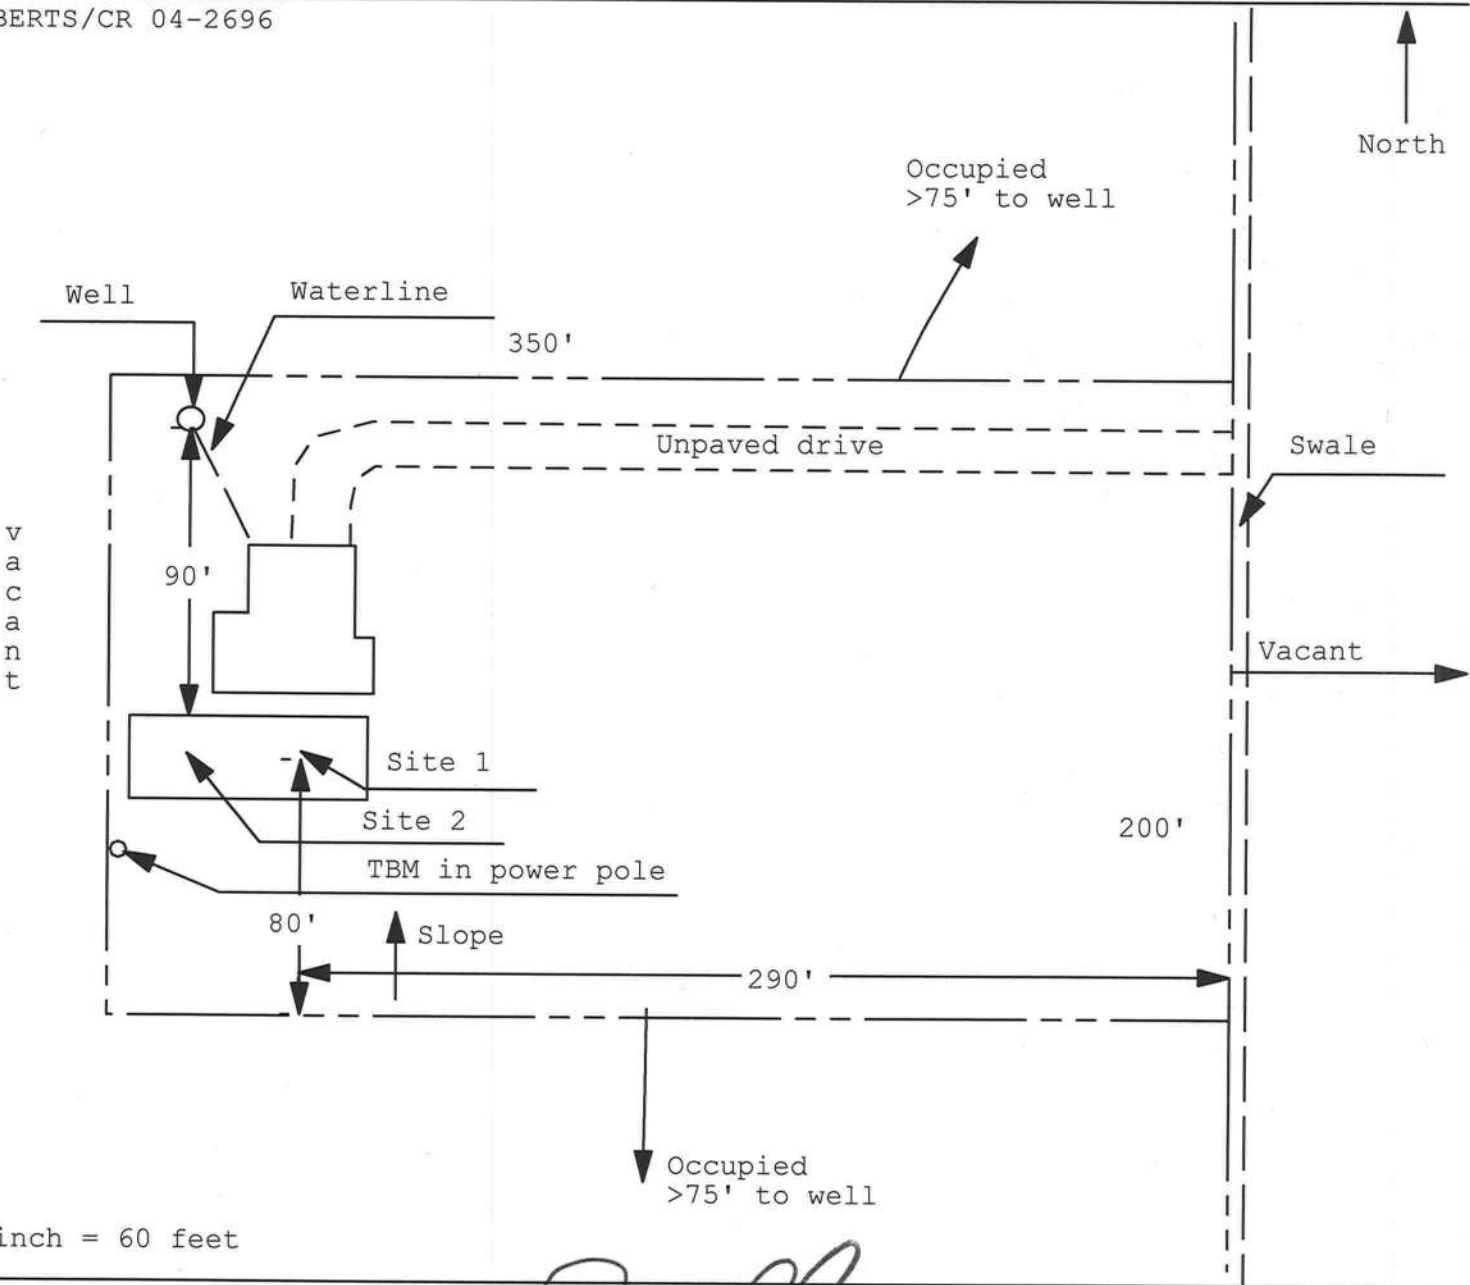 BERTS/CR 04-2696
North
Occupied
>75' to well
Well
Waterline
350'
Unpaved drive
Swale
vacant
90'
Vacant
Site 1
Site 2
200'
TBM in power pole
80'
Slope
290'
Occupied
>75' to well
inch = 60 feet